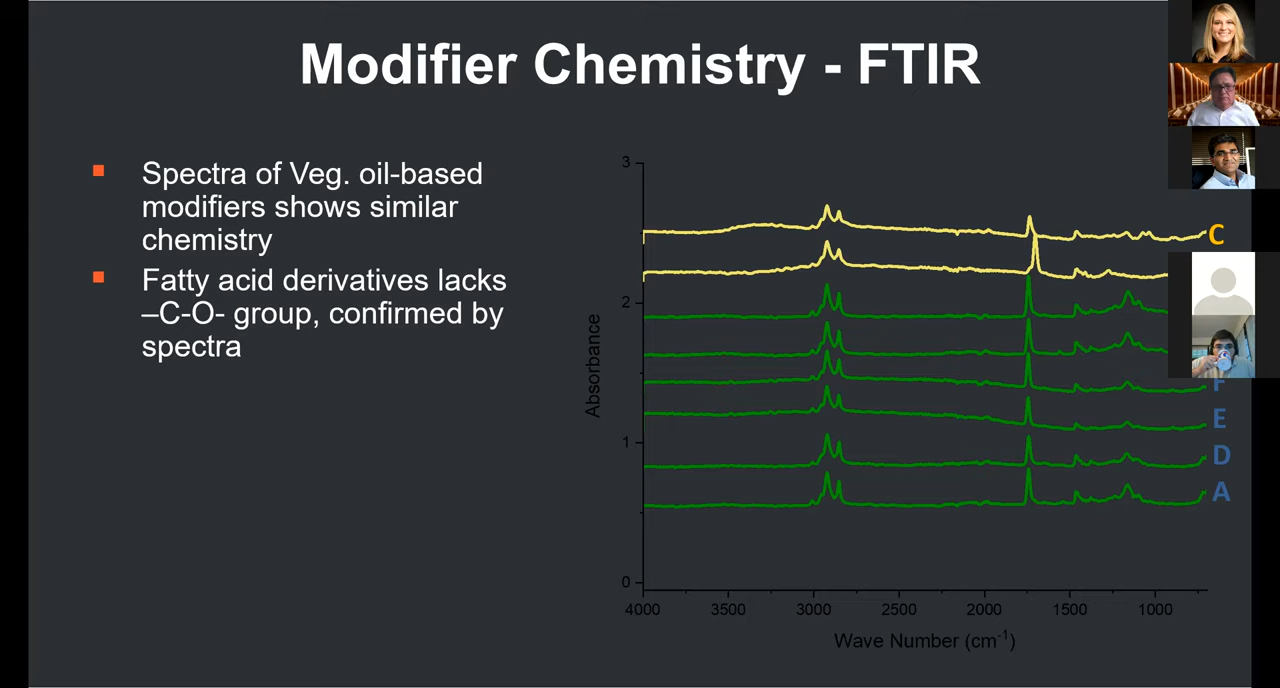 Modifier Chemistry - FTIR
Spectra of Veg. oil-based
modifiers shows similar
chemistry
Fatty acid derivatives lacks
–C-O- group, confirmed by
spectra
3
2
1
0
Absorbance
4000 3500 3000 2500 2000 1500 1000
Wave Number (cm-1)
C
F
E
D
A